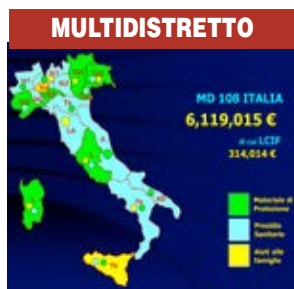 MULTIDISTRETTO
MD 108 ITALIA
6,119,015 €
di cui LCIF
314,014 €
Materiale di
Protezione
Presidio
Sanitario
Aiuti alle
famiglie